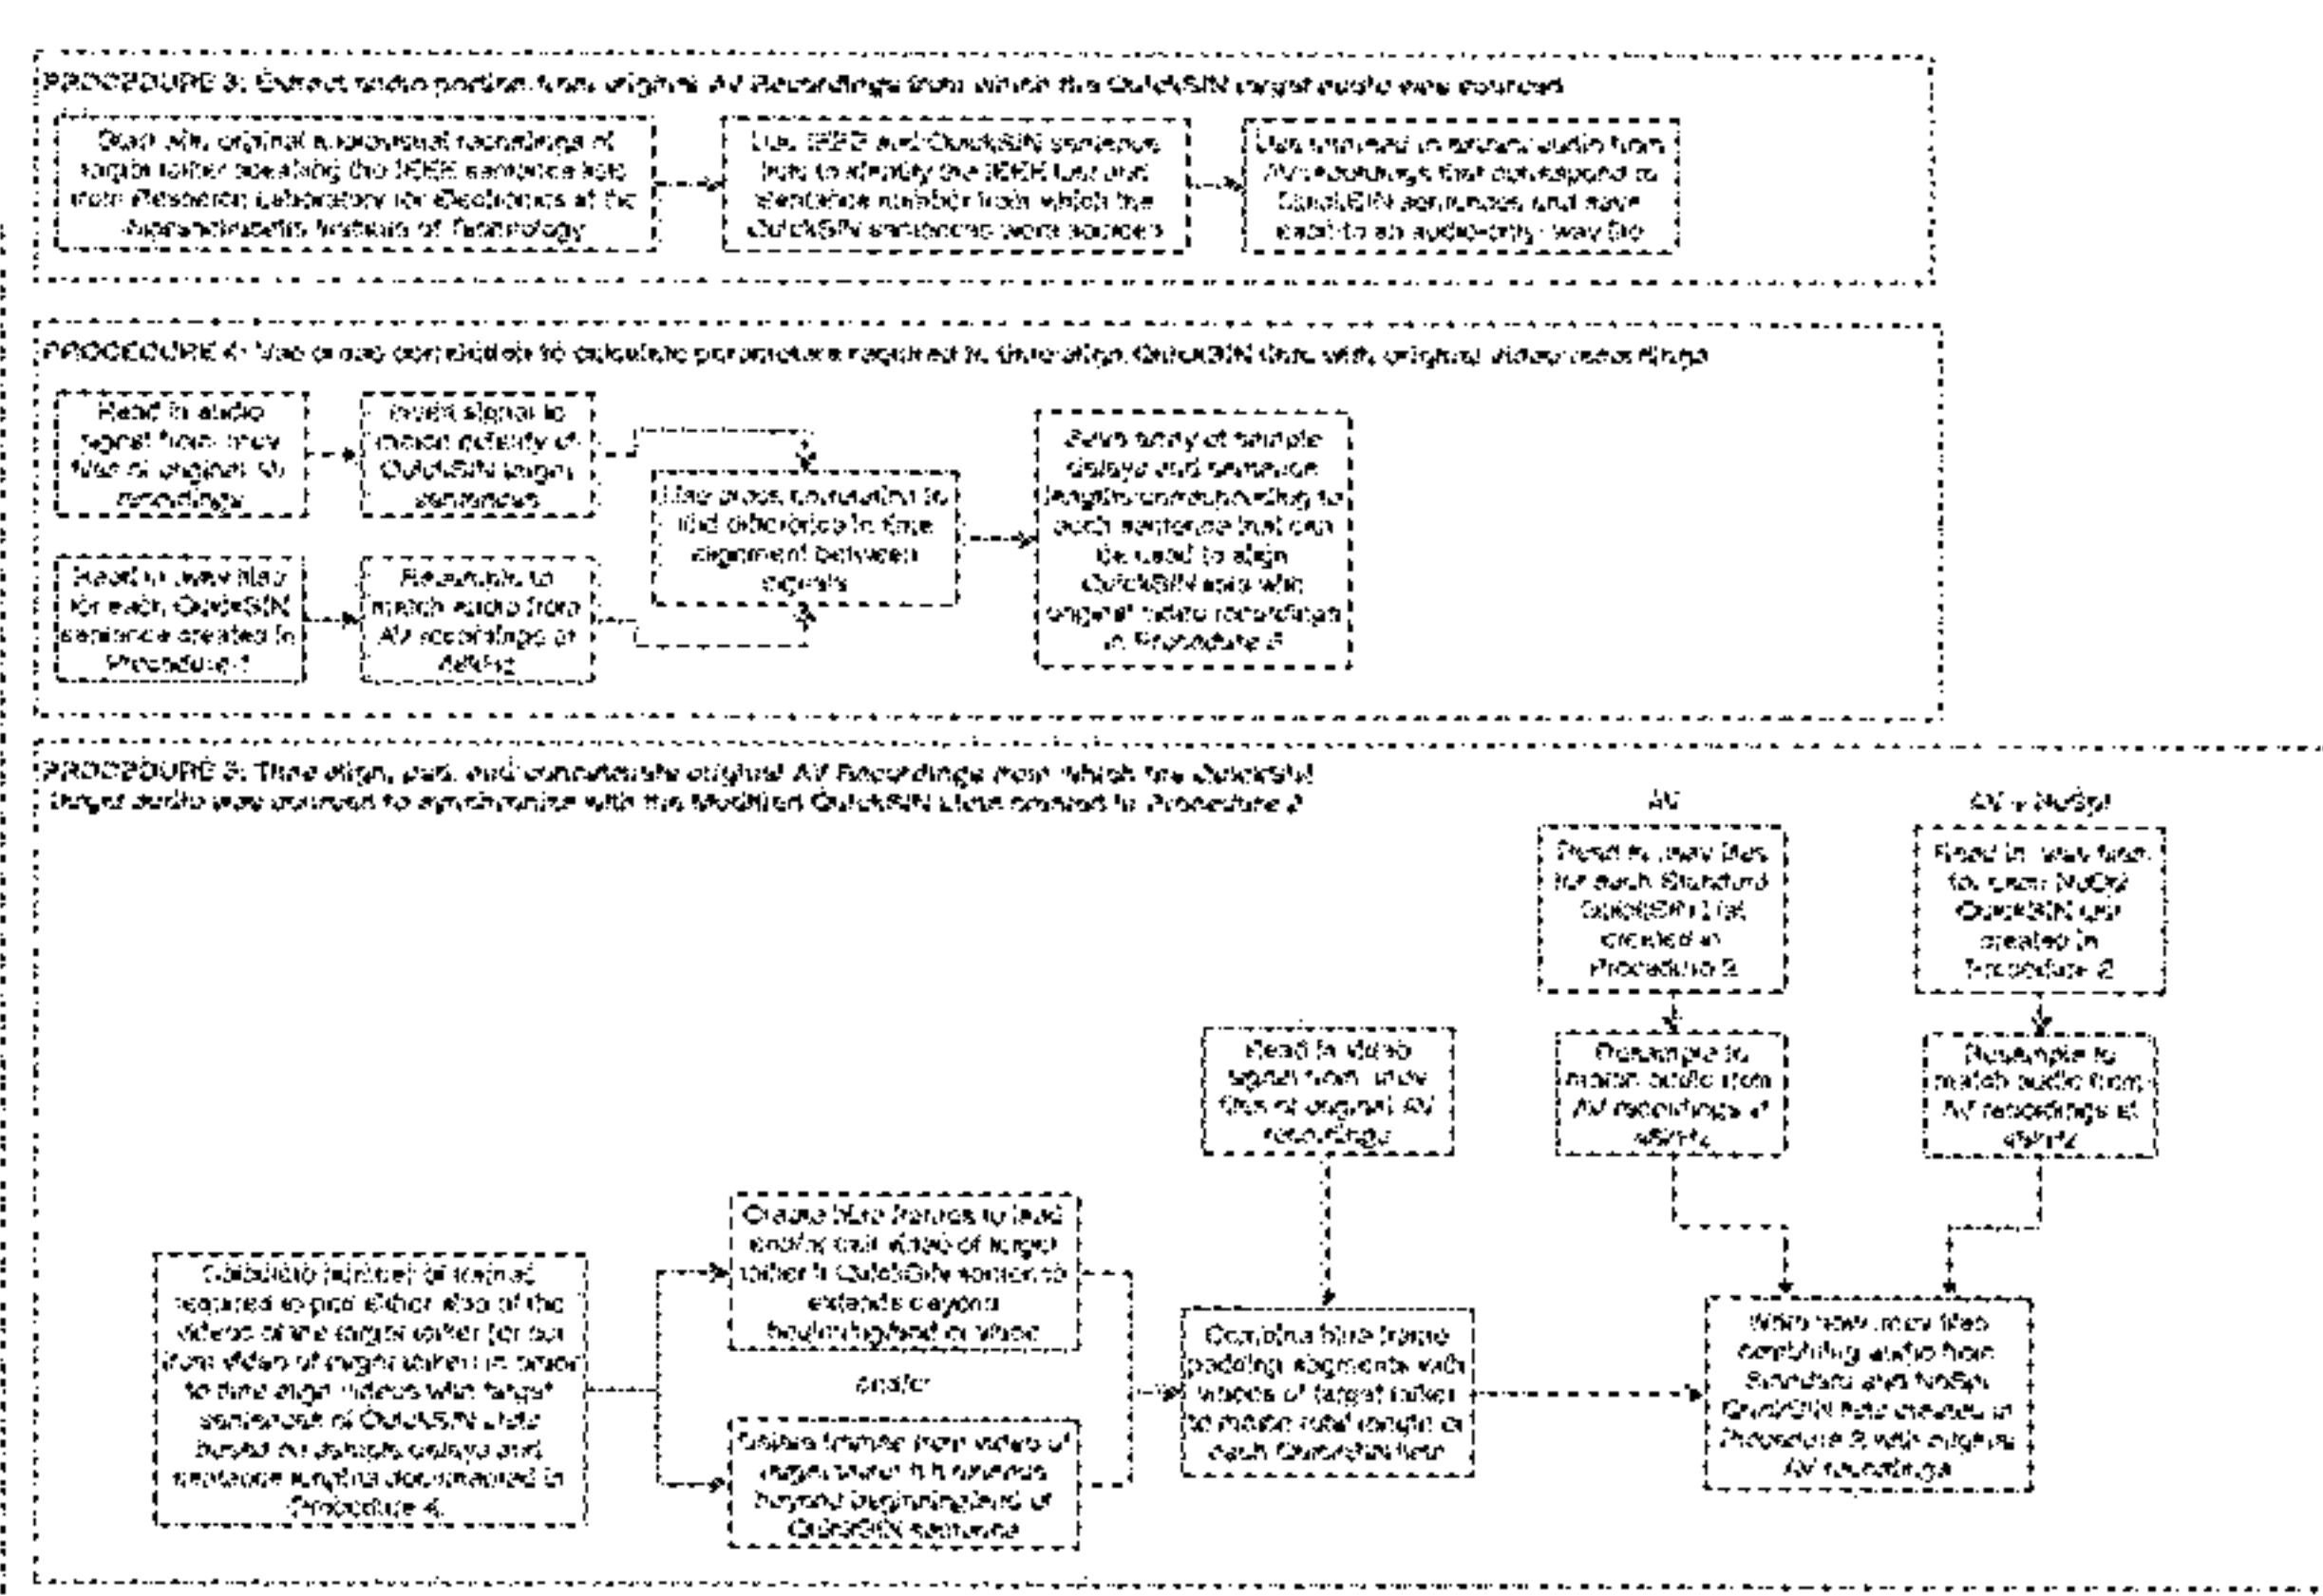 PROCEDURE 3: Extract audio portion from original AV Recordings from which the QuickSIN target audio was sourced
Start with original audiovisual recordings of
target talker speaking the IEEE sentence lists
from Research Laboratory for Electronics at the
Massachusetts Institute of Technology
Use IEEE and QuickSIN sentence
lists to identify the IEEE list and
sentence number from which the
QuickSIN sentences were sourced
audio from
AV recordings that correspond to
QuickSIN sentences and save
each to an audio-only .wav file
PROCEDURE 4: Use cross correlation to calculate parameters required to time-align QuickSIN lists with original video recordings
Read in audio
signal from .mov
files of original AV
recordings
Invert signal to
match polarity of
QuickSIN target
sentences
Read in .wav files
for each QuickSIN
sentence created in
Procedure 1
Resample to
match audio from
AV recordings at
48kHz
Use cross correlation to
find difference in time
alignment between
signals
Save array of sample
delays and sentence
lengths corresponding to
each sentence that can
be used to align
QuickSIN lists with
original video recordings
in Procedure 5
PROCEDURE 5: Time align, pad, and concatenate original AV Recordings from which the QuickSIN
target audio was sourced to synchronize with the Modified QuickSIN Lists created in Procedure 2
AV
AV + NoSpl
Read in .wav files
for each Standard
QuickSIN List
created in
Procedure 2
Read in .wav files
for each NoSpl
QuickSIN List
created in
Procedure 2
Resample to
match audio from
AV recordings at
48kHz
Resample to
match audio from
AV recordings at
48kHz
Read in video
signal from .mov
files of original AV
recordings
Calculate number of frames
required to pad either side of the
videos of the target talker (or cut
from video of target talker) in order
to time align videos with target
sentences of QuickSIN Lists
based on sample delays and
sentence lengths documented in
Procedure 4
Create blue frames to lead
and/or trail video of target
talker if QuickSIN sentence
extends beyond
beginning/end of video
and/or
Delete frames from video of
target talker if it extends
beyond beginning/end of
QuickSIN sentence
Combine blue frame
padding segments with
videos of target talker
to match total length of
each QuickSIN list
Write new .mov files
combining audio from
Standard and NoSpl
QuickSIN lists created in
Procedure 2 with original
AV recordings